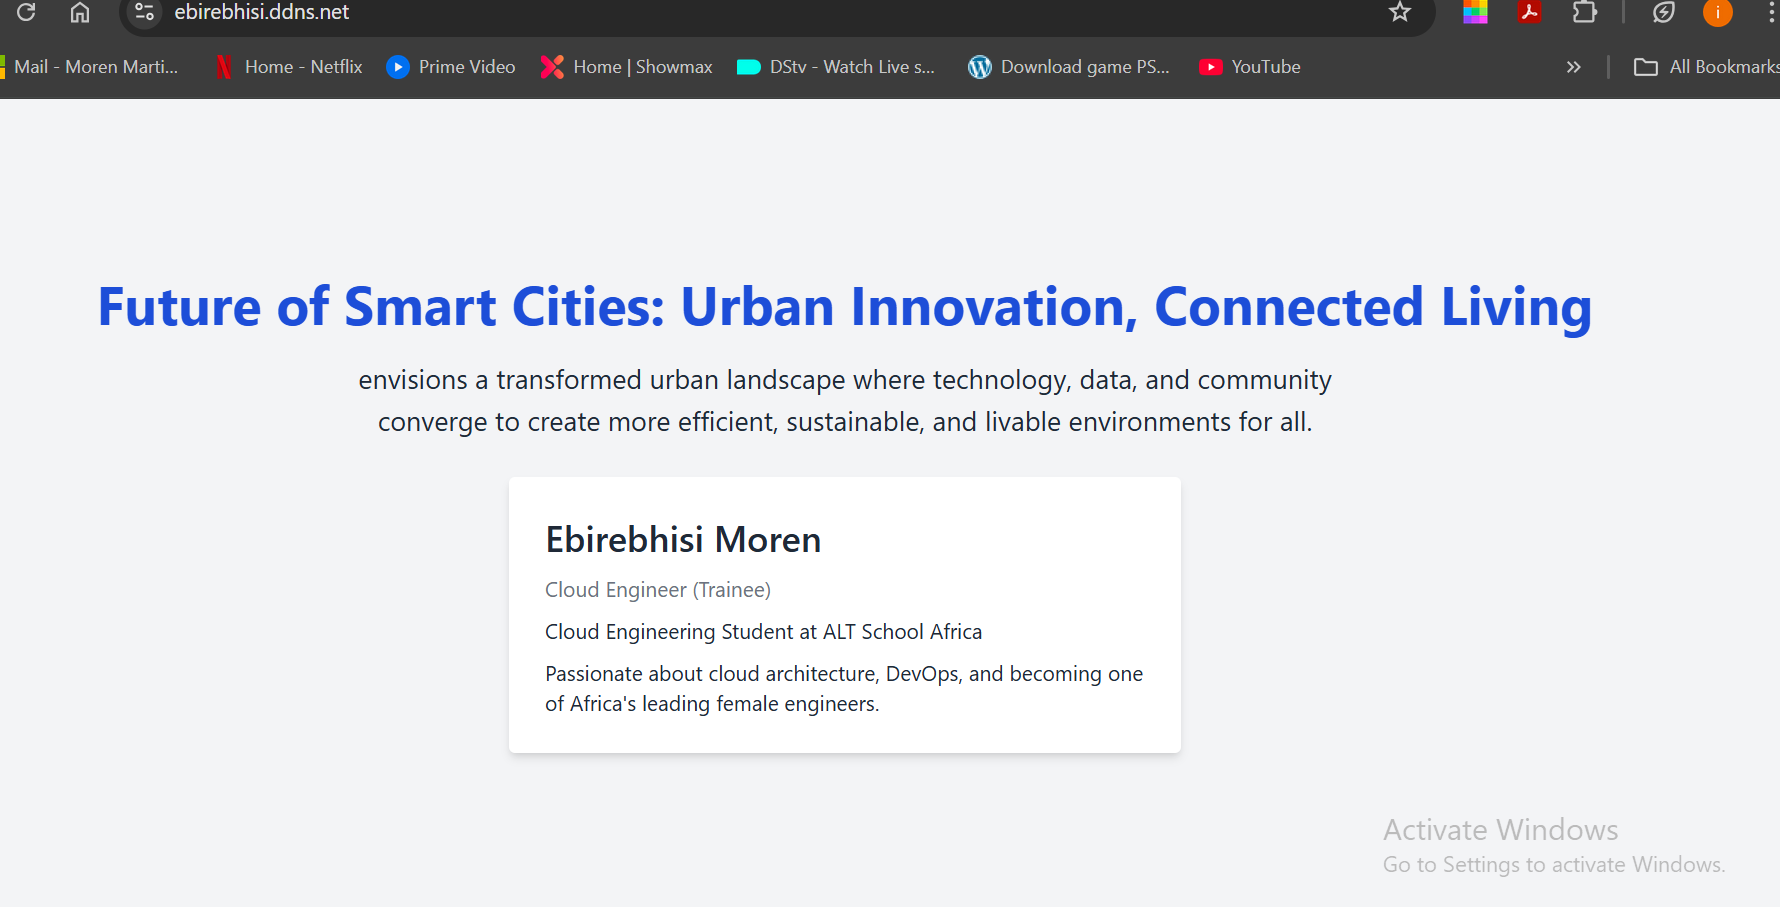 ebirebhisi.ddns.net
i
Mail - Moren Marti...
Home - Netflix
Prime Video
Home | Showmax
DStv - Watch Live s...
Download game PS...
YouTube
All Bookmarks
Future of Smart Cities: Urban Innovation, Connected Living
envisions a transformed urban landscape where technology, data, and community
converge to create more efficient, sustainable, and livable environments for all.
Ebirebhisi Moren
Cloud Engineer (Trainee)
Cloud Engineering Student at ALT School Africa
Passionate about cloud architecture, DevOps, and becoming one
of Africa's leading female engineers.
Activate Windows
Go to Settings to activate Windows.